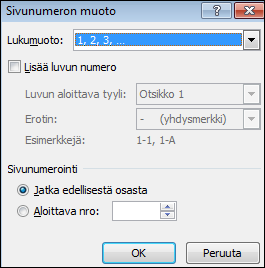 Sivunumeron muoto
Lukumuoto: 1, 2, 3, ...
Lisää luvun numero
Luvun aloittava tyyli: Otsikko 1
Erotin: - (yhdysmerkki)
Esimerkkejä: 1-1, 1-A
Sivunumerointi
Jatka edellisestä osasta
Aloittava nro:
OK Peruuta